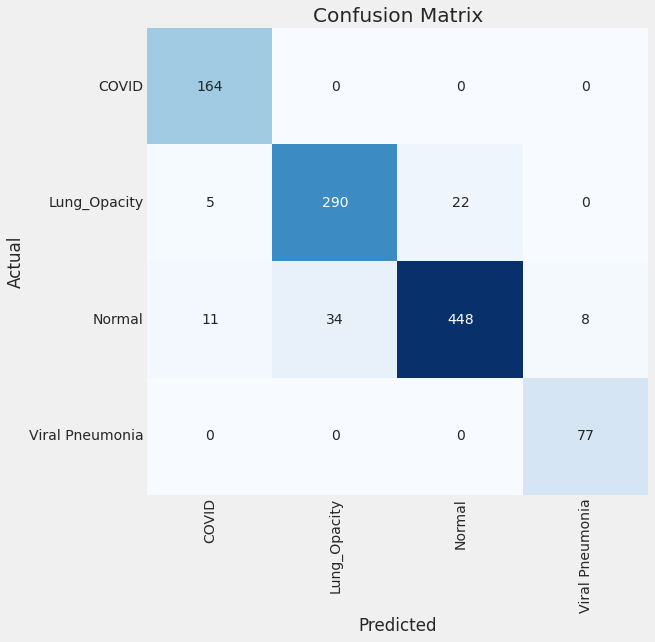 Confusion Matrix
COVID 164 0 0 0
Lung_Opacity 5 290 22 0
Normal 11 34 448 8
Viral Pneumonia 0 0 0 77
Actual
COVID Lung_Opacity Normal Viral Pneumonia
Predicted